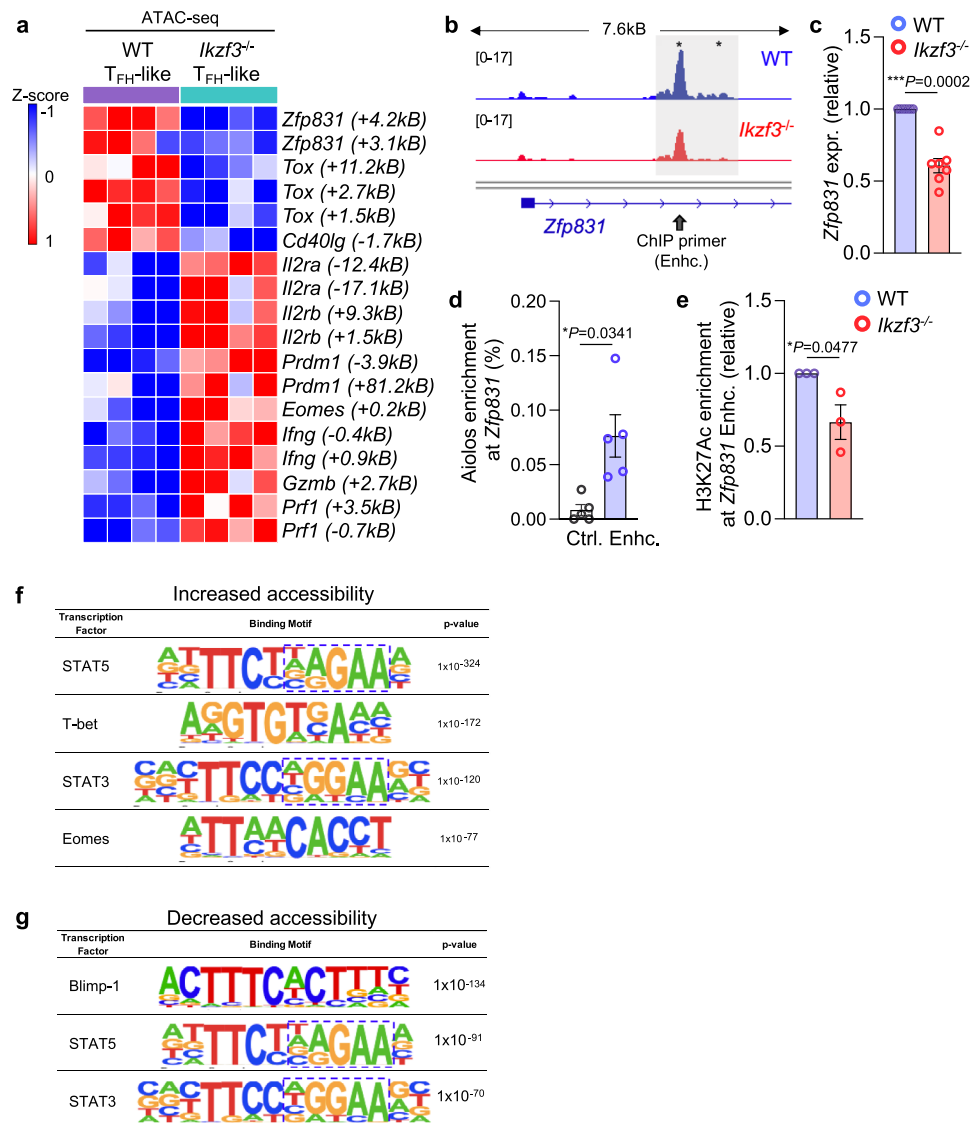 a
ATAC-seq
WT
T_FH-like
Ikzf3-/-
T_FH-like
Z-score
-1
0
1
Zfp831 (+4.2kB)
Zfp831 (+3.1kB)
Tox (+11.2kB)
Tox (+2.7kB)
Tox (+1.5kB)
Cd40lg (-1.7kB)
Il2ra (-12.4kB)
Il2ra (-17.1kB)
Il2rb (+9.3kB)
Il2rb (+1.5kB)
Prdm1 (-3.9kB)
Prdm1 (+81.2kB)
Eomes (+0.2kB)
Ifng (-0.4kB)
Ifng (+0.9kB)
Gzmb (+2.7kB)
Prf1 (+3.5kB)
Prf1 (-0.7kB)
b
7.6kB
[0-17]
* *
WT
[0-17]
Ikzf3-/-
Zfp831
ChIP primer
(Enhc.)
c
WT
Ikzf3-/-
***P=0.0002
Zfp831 expr. (relative)
1.0
0.5
0.0
d
Aiolos enrichment
at Zfp831 (%)
0.20
0.15
0.10
0.05
0.00
*P=0.0341
Ctrl. Enhc.
e
WT
Ikzf3-/-
H3K27Ac enrichment
at Zfp831 Enhc. (relative)
1.5
1.0
0.5
0.0
*P=0.0477
f
Increased accessibility
Transcription
Factor
Binding Motif
p-value
STAT5
1x10-324
T-bet
1x10-172
STAT3
1x10-120
Eomes
1x10-77
g
Decreased accessibility
Transcription
Factor
Binding Motif
p-value
Blimp-1
1x10-134
STAT5
1x10-91
STAT3
1x10-70